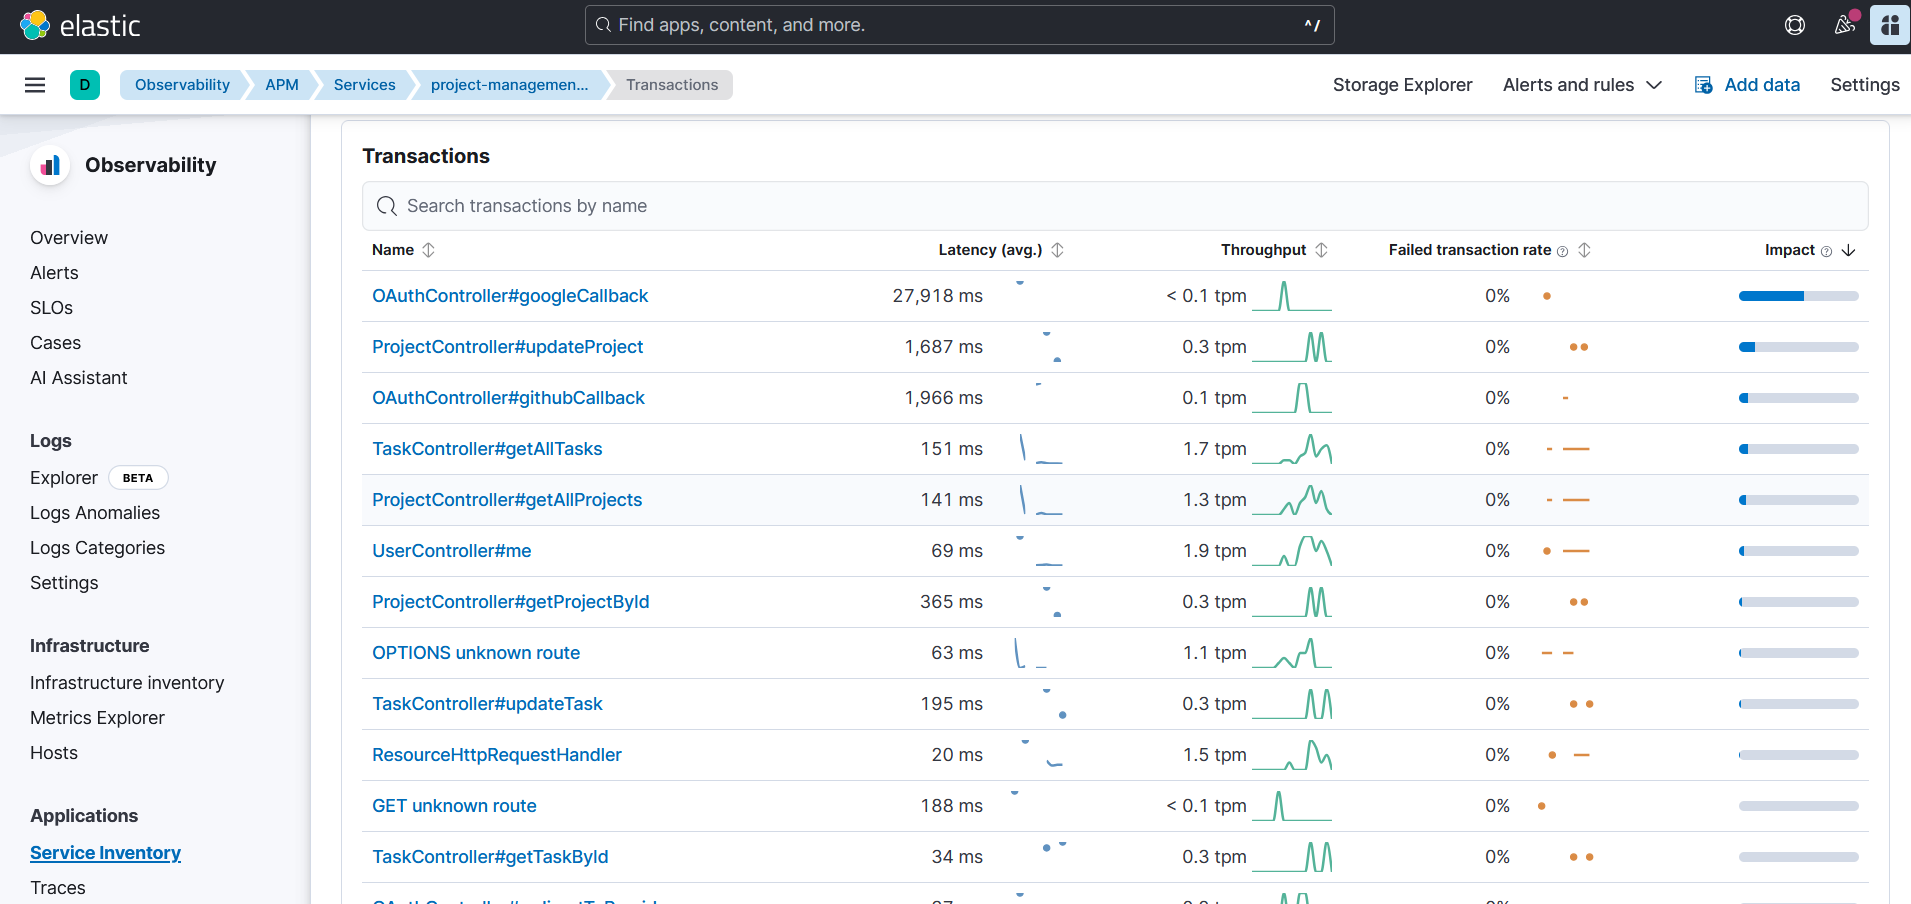 elastic
Find apps, content, and more.
^/
D
Observability
APM
Services
project-managemen...
Transactions
Storage Explorer
Alerts and rules
Add data
Settings
Observability
Overview
Alerts
SLOs
Cases
AI Assistant
Logs
Explorer BETA
Logs Anomalies
Logs Categories
Settings
Infrastructure
Infrastructure inventory
Metrics Explorer
Hosts
Applications
Service Inventory
Traces
Transactions
Search transactions by name
Name Latency (avg.) Throughput Failed transaction rate Impact
OAuthController#googleCallback 27,918 ms < 0.1 tpm 0%
ProjectController#updateProject 1,687 ms 0.3 tpm 0%
OAuthController#githubCallback 1,966 ms 0.1 tpm 0%
TaskController#getAllTasks 151 ms 1.7 tpm 0%
ProjectController#getAllProjects 141 ms 1.3 tpm 0%
UserController#me 69 ms 1.9 tpm 0%
ProjectController#getProjectById 365 ms 0.3 tpm 0%
OPTIONS unknown route 63 ms 1.1 tpm 0%
TaskController#updateTask 195 ms 0.3 tpm 0%
ResourceHttpRequestHandler 20 ms 1.5 tpm 0%
GET unknown route 188 ms < 0.1 tpm 0%
TaskController#getTaskById 34 ms 0.3 tpm 0%